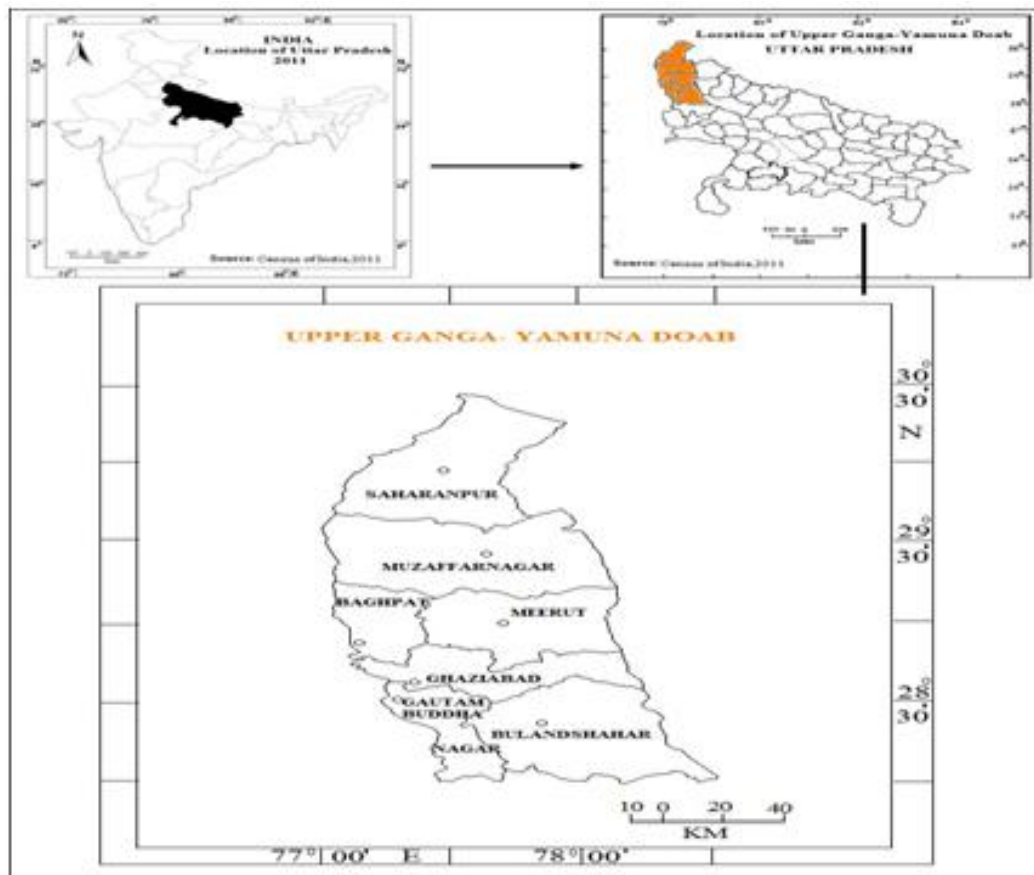 N
INDIA
Location of Uttar Pradesh
2011
Source: Census of India,2011
Location of Upper Ganga-Yamuna Doab
UTTAR PRADESH
Source: Census of India,2011
UPPER GANGA- YAMUNA DOAB
30°
30'
N
SAHARANPUR
29°
30'
MUZAFFARNAGAR
BAGHPAT
MEERUT
GHAZIABAD
28°
30'
GAUTAM
BUDDHA
NAGAR
BULANDSHAHAR
10 0 20 40
KM
77° 00' E 78° 00'